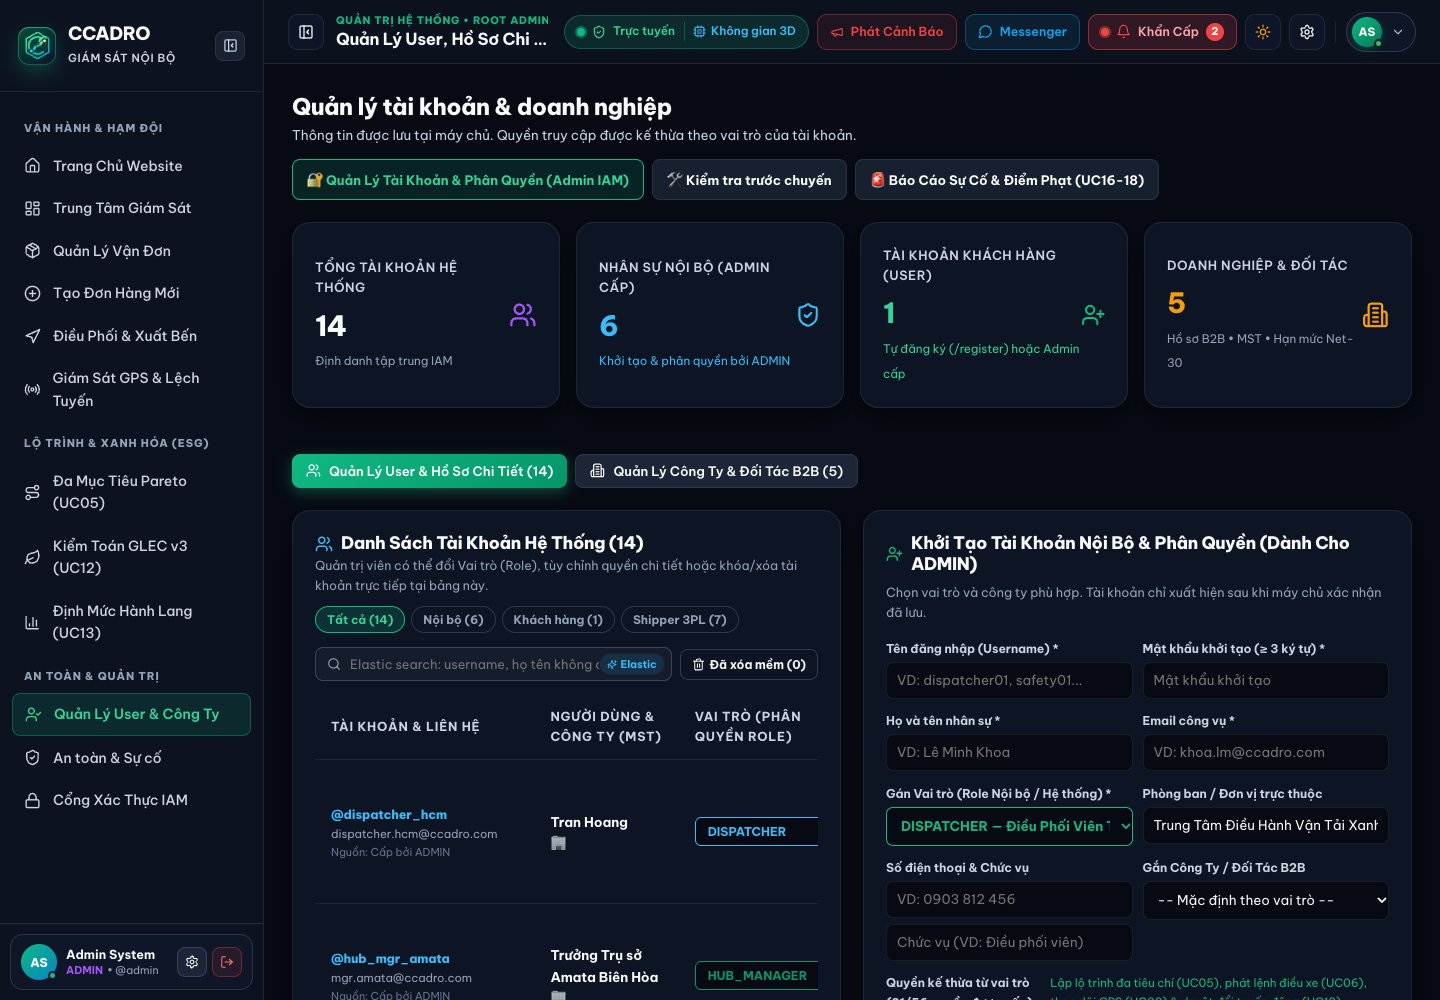 CCADRO
GIÁM SÁT NỘI BỘ
QUẢN TRỊ HỆ THỐNG • ROOT ADMIN
Quản Lý User, Hồ Sơ Chi ...
Trực tuyến
Không gian 3D
Phát Cảnh Báo
Messenger
Khẩn Cấp 2
AS
VẬN HÀNH & HẠM ĐỘI
Trang Chủ Website
Trung Tâm Giám Sát
Quản Lý Vận Đơn
Tạo Đơn Hàng Mới
Điều Phối & Xuất Bến
Giám Sát GPS & Lệch
Tuyến
LỘ TRÌNH & XANH HÓA (ESG)
Đa Mục Tiêu Pareto
(UC05)
Kiểm Toán GLEC v3
(UC12)
Định Mức Hành Lang
(UC13)
AN TOÀN & QUẢN TRỊ
Quản Lý User & Công Ty
An toàn & Sự cố
Cổng Xác Thực IAM
AS
Admin System
ADMIN • @admin
Quản lý tài khoản & doanh nghiệp
Thông tin được lưu tại máy chủ. Quyền truy cập được kế thừa theo vai trò của tài khoản.
Quản Lý Tài Khoản & Phân Quyền (Admin IAM)
Kiểm tra trước chuyến
Báo Cáo Sự Cố & Điểm Phạt (UC16-18)
TỔNG TÀI KHOẢN HỆ
THỐNG
14
Định danh tập trung IAM
NHÂN SỰ NỘI BỘ (ADMIN
CẤP)
6
Khởi tạo & phân quyền bởi ADMIN
TÀI KHOẢN KHÁCH HÀNG
(USER)
1
Tự đăng ký (/register) hoặc Admin
cấp
DOANH NGHIỆP & ĐỐI TÁC
5
Hồ sơ B2B • MST • Hạn mức Net-
30
Quản Lý User & Hồ Sơ Chi Tiết (14)
Quản Lý Công Ty & Đối Tác B2B (5)
Danh Sách Tài Khoản Hệ Thống (14)
Quản trị viên có thể đổi Vai trò (Role), tùy chỉnh quyền chi tiết hoặc khóa/xóa tài
khoản trực tiếp tại bảng này.
Tất cả (14)
Nội bộ (6)
Khách hàng (1)
Shipper 3PL (7)
Elastic search: username, họ tên không
Elastic
Đã xóa mềm (0)
TÀI KHOẢN & LIÊN HỆ
NGƯỜI DÙNG &
CÔNG TY (MST)
VAI TRÒ (PHÂN
QUYỀN ROLE)
@dispatcher_hcm
dispatcher.hcm@ccadro.com
Nguồn: Cấp bởi ADMIN
Tran Hoang
DISPATCHER
@hub_mgr_amata
mgr.amata@ccadro.com
Nguồn: Cấp bởi ADMIN
Trưởng Trụ sở
Amata Biên Hòa
HUB_MANAGER
Khởi Tạo Tài Khoản Nội Bộ & Phân Quyền (Dành Cho
ADMIN)
Chọn vai trò và công ty phù hợp. Tài khoản chỉ xuất hiện sau khi máy chủ xác nhận
đã lưu.
Tên đăng nhập (Username) *
VD: dispatcher01, safety01...
Mật khẩu khởi tạo (≥ 3 ký tự) *
Mật khẩu khởi tạo
Họ và tên nhân sự *
VD: Lê Minh Khoa
Email công vụ *
VD: khoa.lm@ccadro.com
Gán Vai trò (Role Nội bộ / Hệ thống) *
DISPATCHER — Điều Phối Viên
Phòng ban / Đơn vị trực thuộc
Trung Tâm Điều Hành Vận Tải Xanh
Số điện thoại & Chức vụ
VD: 0903 812 456
Chức vụ (VD: Điều phối viên)
Gắn Công Ty / Đối Tác B2B
-- Mặc định theo vai trò --
Quyền kế thừa từ vai trò
Lập lộ trình đa tiêu chí (UC05), phát lệnh điều xe (UC06),